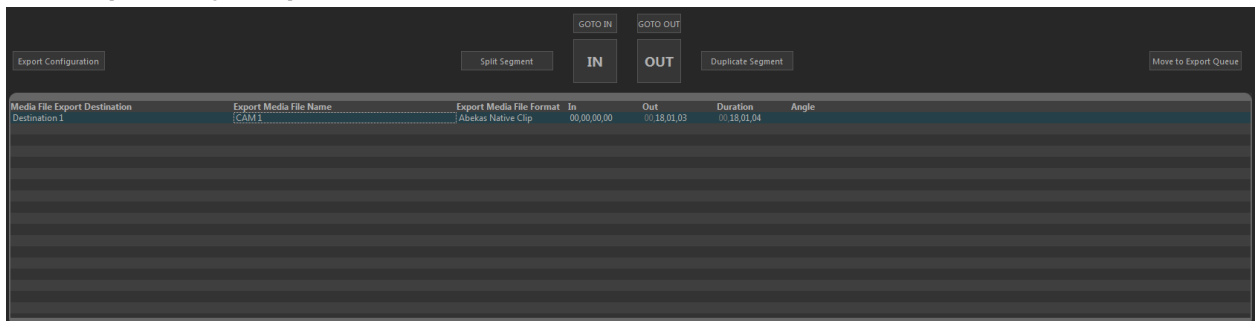 GOTO IN GOTO OUT
Export Configuration Split Segment IN OUT Duplicate Segment Move to Export Queue
Media File Export Destination Export Media File Name Export Media File Format In Out Duration Angle
Destination 1 CAM 1 Abekas Native Clip 00,00,00,00 00,18,01,03 00,18,01,04